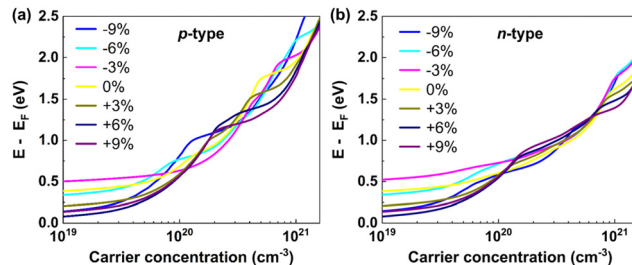 (a)
p-type
-9%
-6%
-3%
0%
+3%
+6%
+9%
E - E_F (eV)
2.5
2.0
1.5
1.0
0.5
0.0
10^19 10^20 10^21
Carrier concentration (cm^-3)
(b)
n-type
-9%
-6%
-3%
0%
+3%
+6%
+9%
E - E_F (eV)
2.5
2.0
1.5
1.0
0.5
0.0
10^19 10^20 10^21
Carrier concentration (cm^-3)